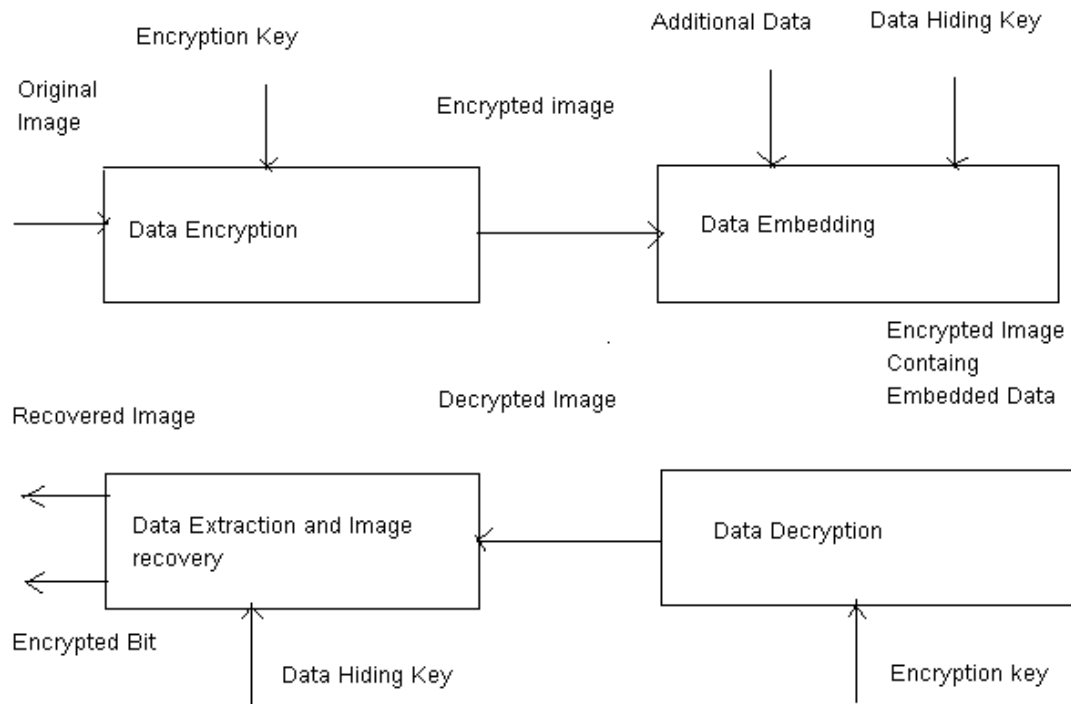 Encryption Key
Additional Data
Data Hiding Key
Original
Image
Encrypted image
Data Encryption
Data Embedding
Encrypted Image
Containg
Embedded Data
Recovered Image
Decrypted Image
Data Extraction and Image
recovery
Data Decryption
Encrypted Bit
Data Hiding Key
Encryption key